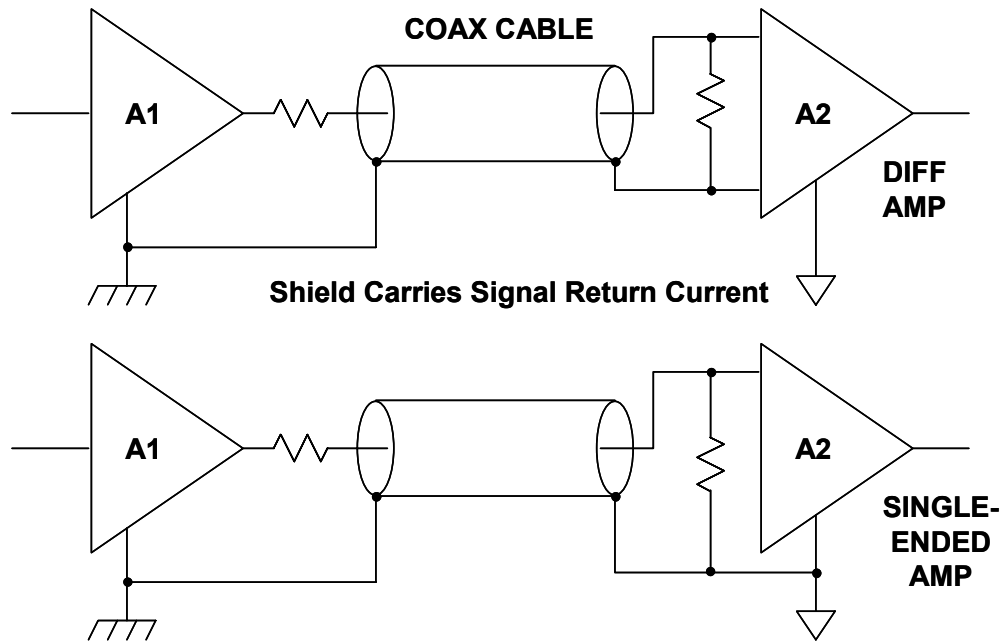 COAX CABLE
A1
A2
DIFF
AMP
Shield Carries Signal Return Current
A1
A2
SINGLE-
ENDED
AMP